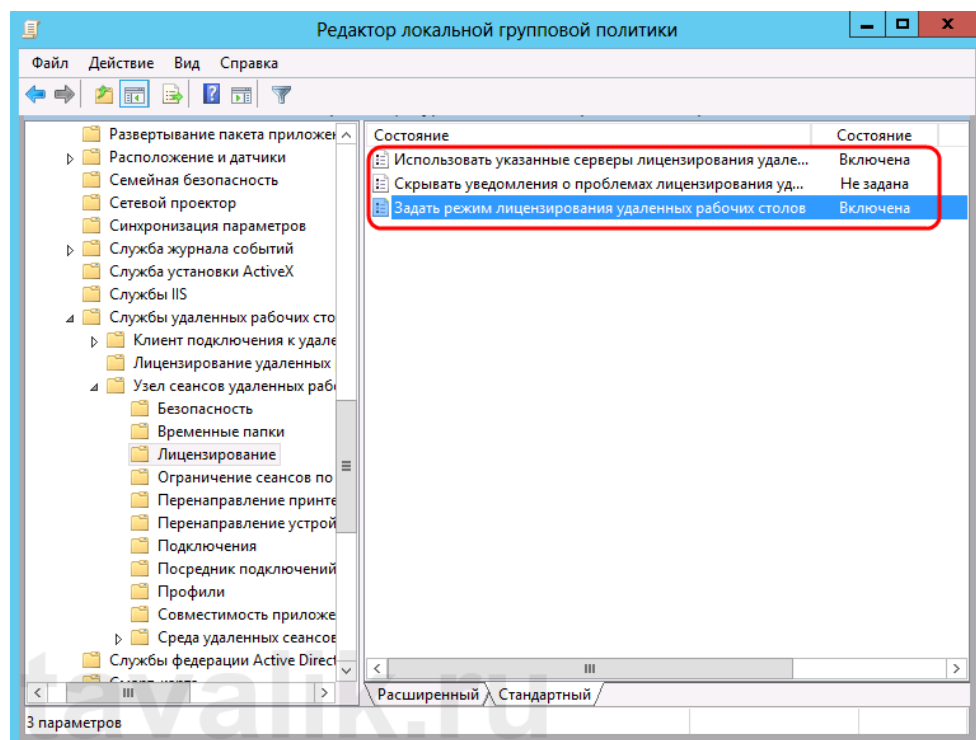 Редактор локальной групповой политики
Файл Действие Вид Справка
Развертывание пакета приложен
Расположение и датчики
Семейная безопасность
Сетевой проектор
Синхронизация параметров
Служба журнала событий
Служба установки ActiveX
Службы IIS
Службы удаленных рабочих сто
Клиент подключения к удале
Лицензирование удаленных
Узел сеансов удаленных рабо
Безопасность
Временные папки
Лицензирование
Ограничение сеансов по
Перенаправление принте
Перенаправление устрой
Подключения
Посредник подключений
Профили
Совместимость приложе
Среда удаленных сеансов
Службы федерации Active Direct
Состояние Состояние
Использовать указанные серверы лицензирования удале... Включена
Скрывать уведомления о проблемах лицензирования уд... Не задана
Задать режим лицензирования удаленных рабочих столов Включена
Расширенный Стандартный
3 параметров
tavalik.ru